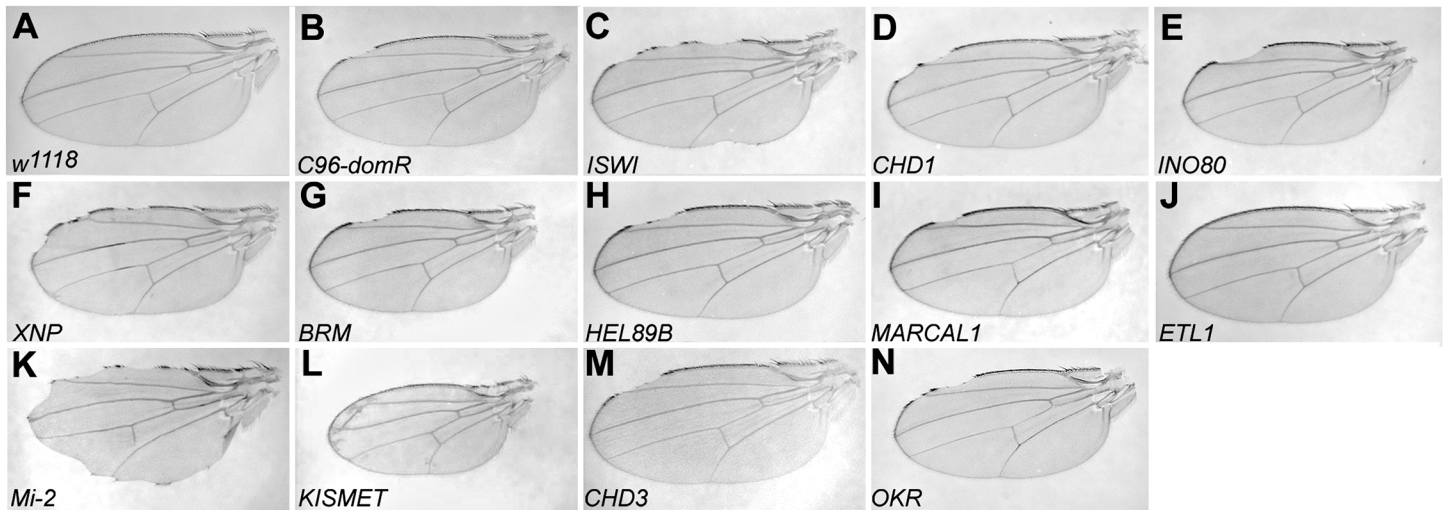 A
w1118
B
C96-domR
C
ISWI
D
CHD1
E
INO80
F
XNP
G
BRM
H
HEL89B
I
MARCAL1
J
ETL1
K
Mi-2
L
KISMET
M
CHD3
N
OKR